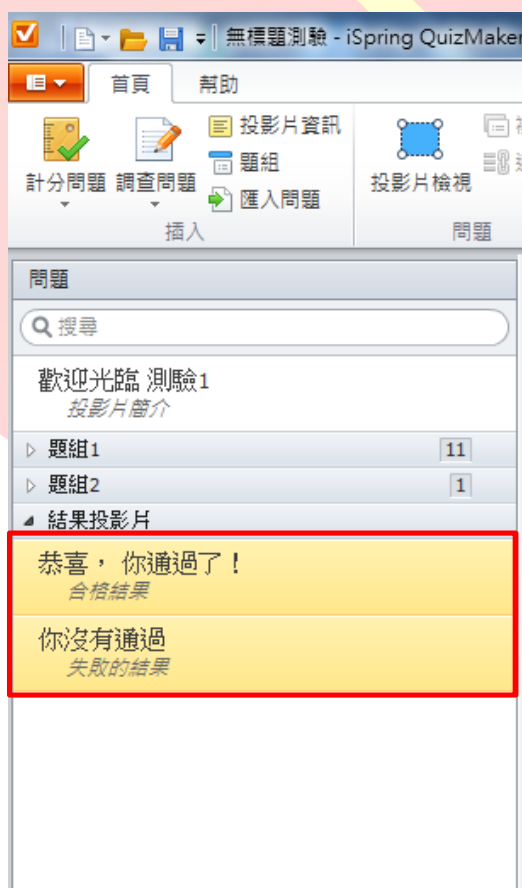 無標題測驗 - iSpring QuizMaker
首頁 幫助
計分問題 調查問題
投影片資訊
題組
匯入問題
插入
投影片檢視
問題
問題
搜尋
歡迎光臨 測驗1
投影片簡介
題組1 11
題組2 1
結果投影片
恭喜，你通過了！
合格結果
你沒有通過
失敗的結果